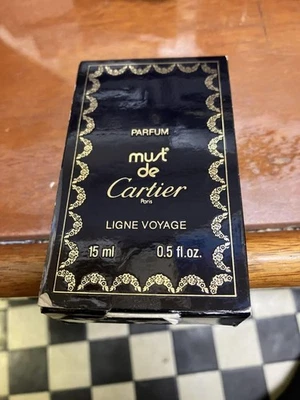 PARFUM
must
de
Cartier
Paris
LIGNE VOYAGE
15 ml 0.5 fl.oz.